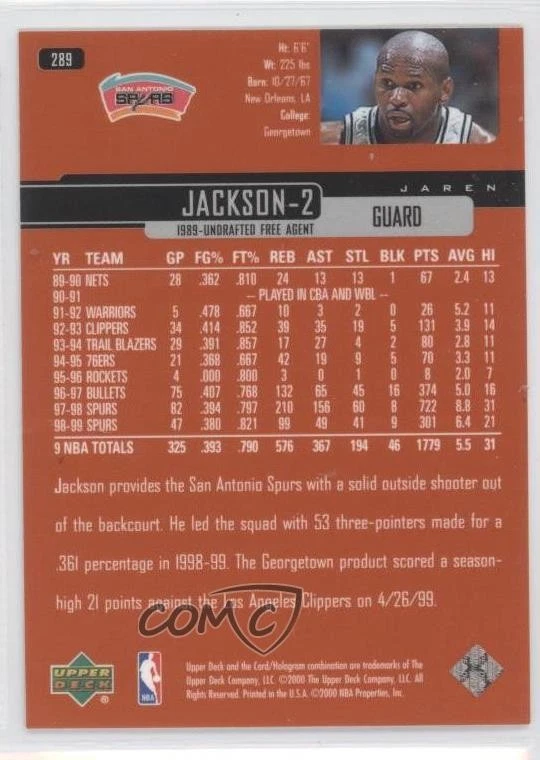 289
SAN ANTONIO
SPURS
Ht: 6'6"
Wt: 225 lbs
Born: 10/27/67
New Orleans, LA
College:
Georgetown
JAREN
JACKSON-2
GUARD
1989-UNDRAFTED FREE AGENT
YR TEAM GP FG% FT% REB AST STL BLK PTS AVG HI
89-90 NETS 28 .362 .810 24 13 13 1 67 2.4 13
90-91 -- PLAYED IN CBA AND WBL --
91-92 WARRIORS 5 .478 .667 10 3 2 0 26 5.2 11
92-93 CLIPPERS 34 .414 .852 39 35 19 5 131 3.9 14
93-94 TRAIL BLAZERS 29 .391 .857 17 27 4 2 80 2.8 11
94-95 76ERS 21 .368 .667 42 19 9 5 70 3.3 11
95-96 ROCKETS 4 .000 .800 3 0 1 0 8 2.0 7
96-97 BULLETS 75 .407 .768 132 65 45 16 374 5.0 16
97-98 SPURS 82 .394 .797 210 156 60 8 722 8.8 31
98-99 SPURS 47 .380 .821 99 49 41 9 301 6.4 21
9 NBA TOTALS 325 .393 .790 576 367 194 46 1779 5.5 31
Jackson provides the San Antonio Spurs with a solid outside shooter out
of the backcourt. He led the squad with 53 three-pointers made for a
.361 percentage in 1998-99. The Georgetown product scored a season-
high 21 points against the Los Angeles Clippers on 4/26/99.
COMC
UPPER
DECK
®
NBA
Upper Deck and the Card/Hologram combination are trademarks of The
Upper Deck Company, LLC. ©2000 The Upper Deck Company, LLC. All
Rights Reserved. Printed in the U.S.A. ©2000 NBA Properties, Inc.